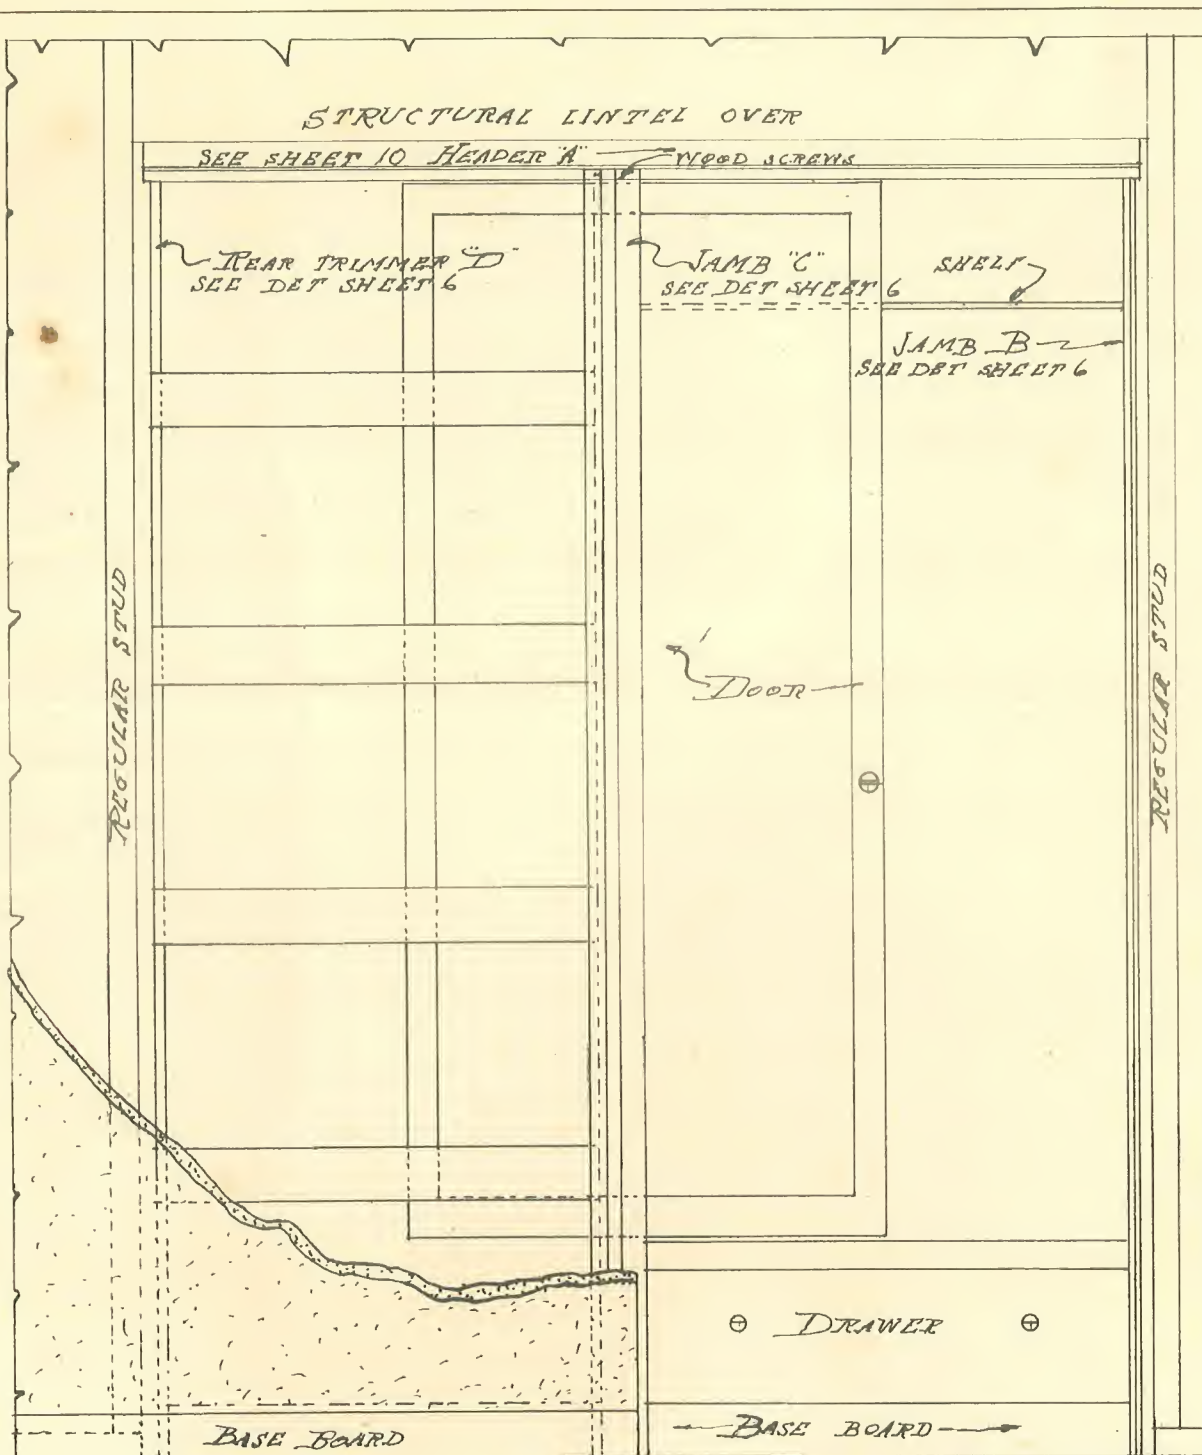 STRUCTURAL LINTEL OVER
SEE SHEET 10 HEADER "A"
WOOD SCREWS
REAR TRIMMER "D"
SEE DET SHEET 6
JAMB "C"
SEE DET SHEET 6
SHELF
JAMB B
SEE DET SHEET 6
REGULAR STUD
REGULAR STUD
DOOR
DRAWER
BASE BOARD
BASE BOARD